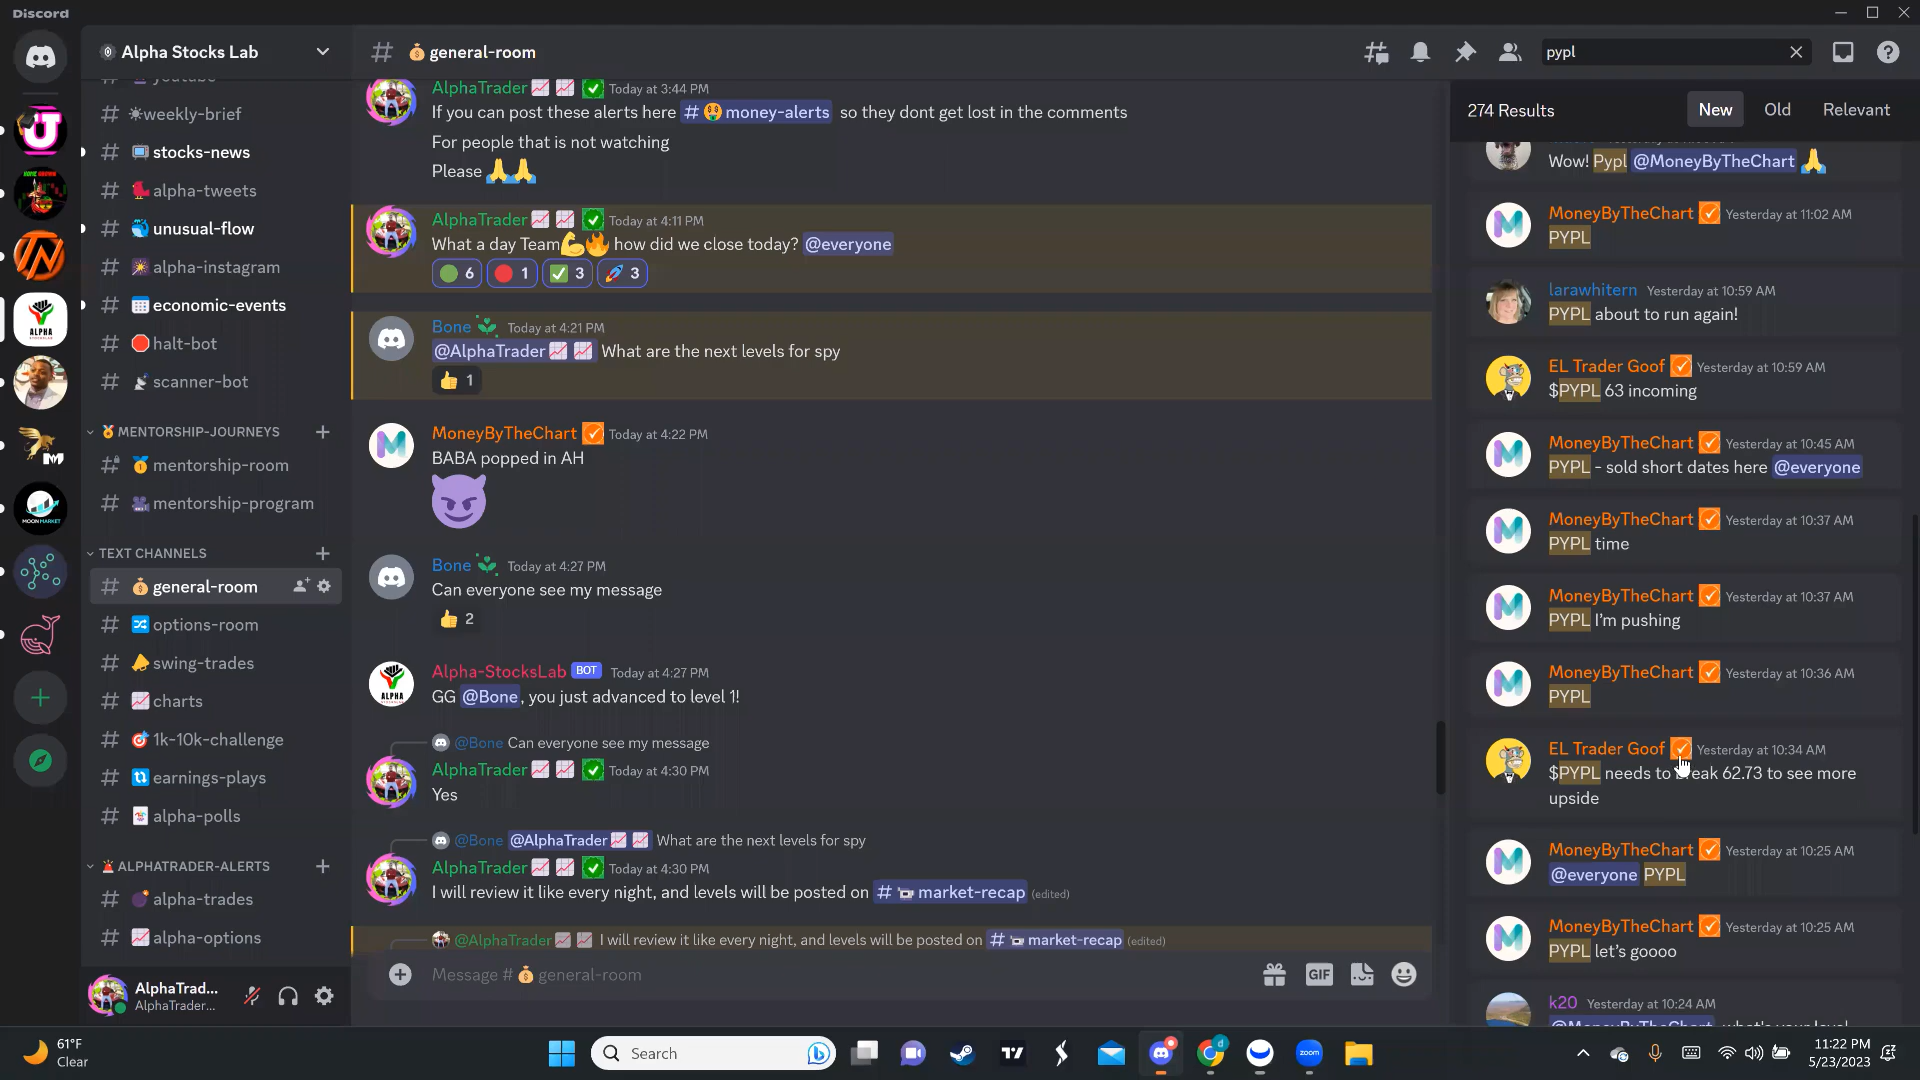 Discord
Alpha Stocks Lab
general-room
pypl
youtube
weekly-brief
stocks-news
alpha-tweets
unusual-flow
alpha-instagram
economic-events
halt-bot
scanner-bot
MENTORSHIP-JOURNEYS
mentorship-room
mentorship-program
TEXT CHANNELS
general-room
options-room
swing-trades
charts
1k-10k-challenge
earnings-plays
alpha-polls
ALPHATRADER-ALERTS
alpha-trades
alpha-options
AlphaTrad...
AlphaTrader...
AlphaTrader Today at 3:44 PM
If you can post these alerts here # money-alerts so they dont get lost in the comments
For people that is not watching
Please
AlphaTrader Today at 4:11 PM
What a day Team how did we close today? @everyone
6 1 3 3
Bone Today at 4:21 PM
@AlphaTrader What are the next levels for spy
1
MoneyByTheChart Today at 4:22 PM
BABA popped in AH
Bone Today at 4:27 PM
Can everyone see my message
2
Alpha-StocksLab BOT Today at 4:27 PM
GG @Bone, you just advanced to level 1!
@Bone Can everyone see my message
AlphaTrader Today at 4:30 PM
Yes
@Bone @AlphaTrader What are the next levels for spy
AlphaTrader Today at 4:30 PM
I will review it like every night, and levels will be posted on # market-recap (edited)
@AlphaTrader I will review it like every night, and levels will be posted on # market-recap (edited)
Message # general-room
GIF
274 Results New Old Relevant
Wow! Pypl @MoneyByTheChart
MoneyByTheChart Yesterday at 11:02 AM
PYPL
larawhitern Yesterday at 10:59 AM
PYPL about to run again!
EL Trader Goof Yesterday at 10:59 AM
$PYPL 63 incoming
MoneyByTheChart Yesterday at 10:45 AM
PYPL - sold short dates here @everyone
MoneyByTheChart Yesterday at 10:37 AM
PYPL time
MoneyByTheChart Yesterday at 10:37 AM
PYPL I'm pushing
MoneyByTheChart Yesterday at 10:36 AM
PYPL
EL Trader Goof Yesterday at 10:34 AM
$PYPL needs to break 62.73 to see more
upside
MoneyByTheChart Yesterday at 10:25 AM
@everyone PYPL
MoneyByTheChart Yesterday at 10:25 AM
PYPL let's goooo
k20 Yesterday at 10:24 AM
@MoneyByTheChart what's your level
ALPHA
MOON MARKET
61°F
Clear
Search
zoom
11:22 PM
5/23/2023